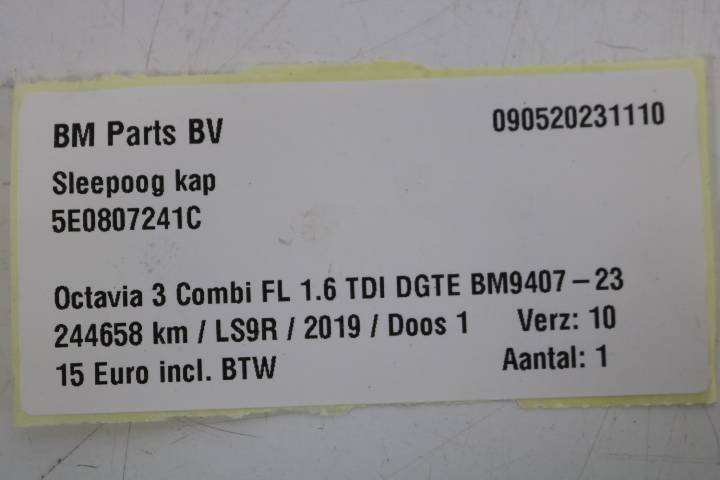 BM Parts BV 090520231110
Sleepoog kap
5E0807241C
Octavia 3 Combi FL 1.6 TDI DGTE BM9407-23
244658 km / LS9R / 2019 / Doos 1 Verz: 10
15 Euro incl. BTW Aantal: 1